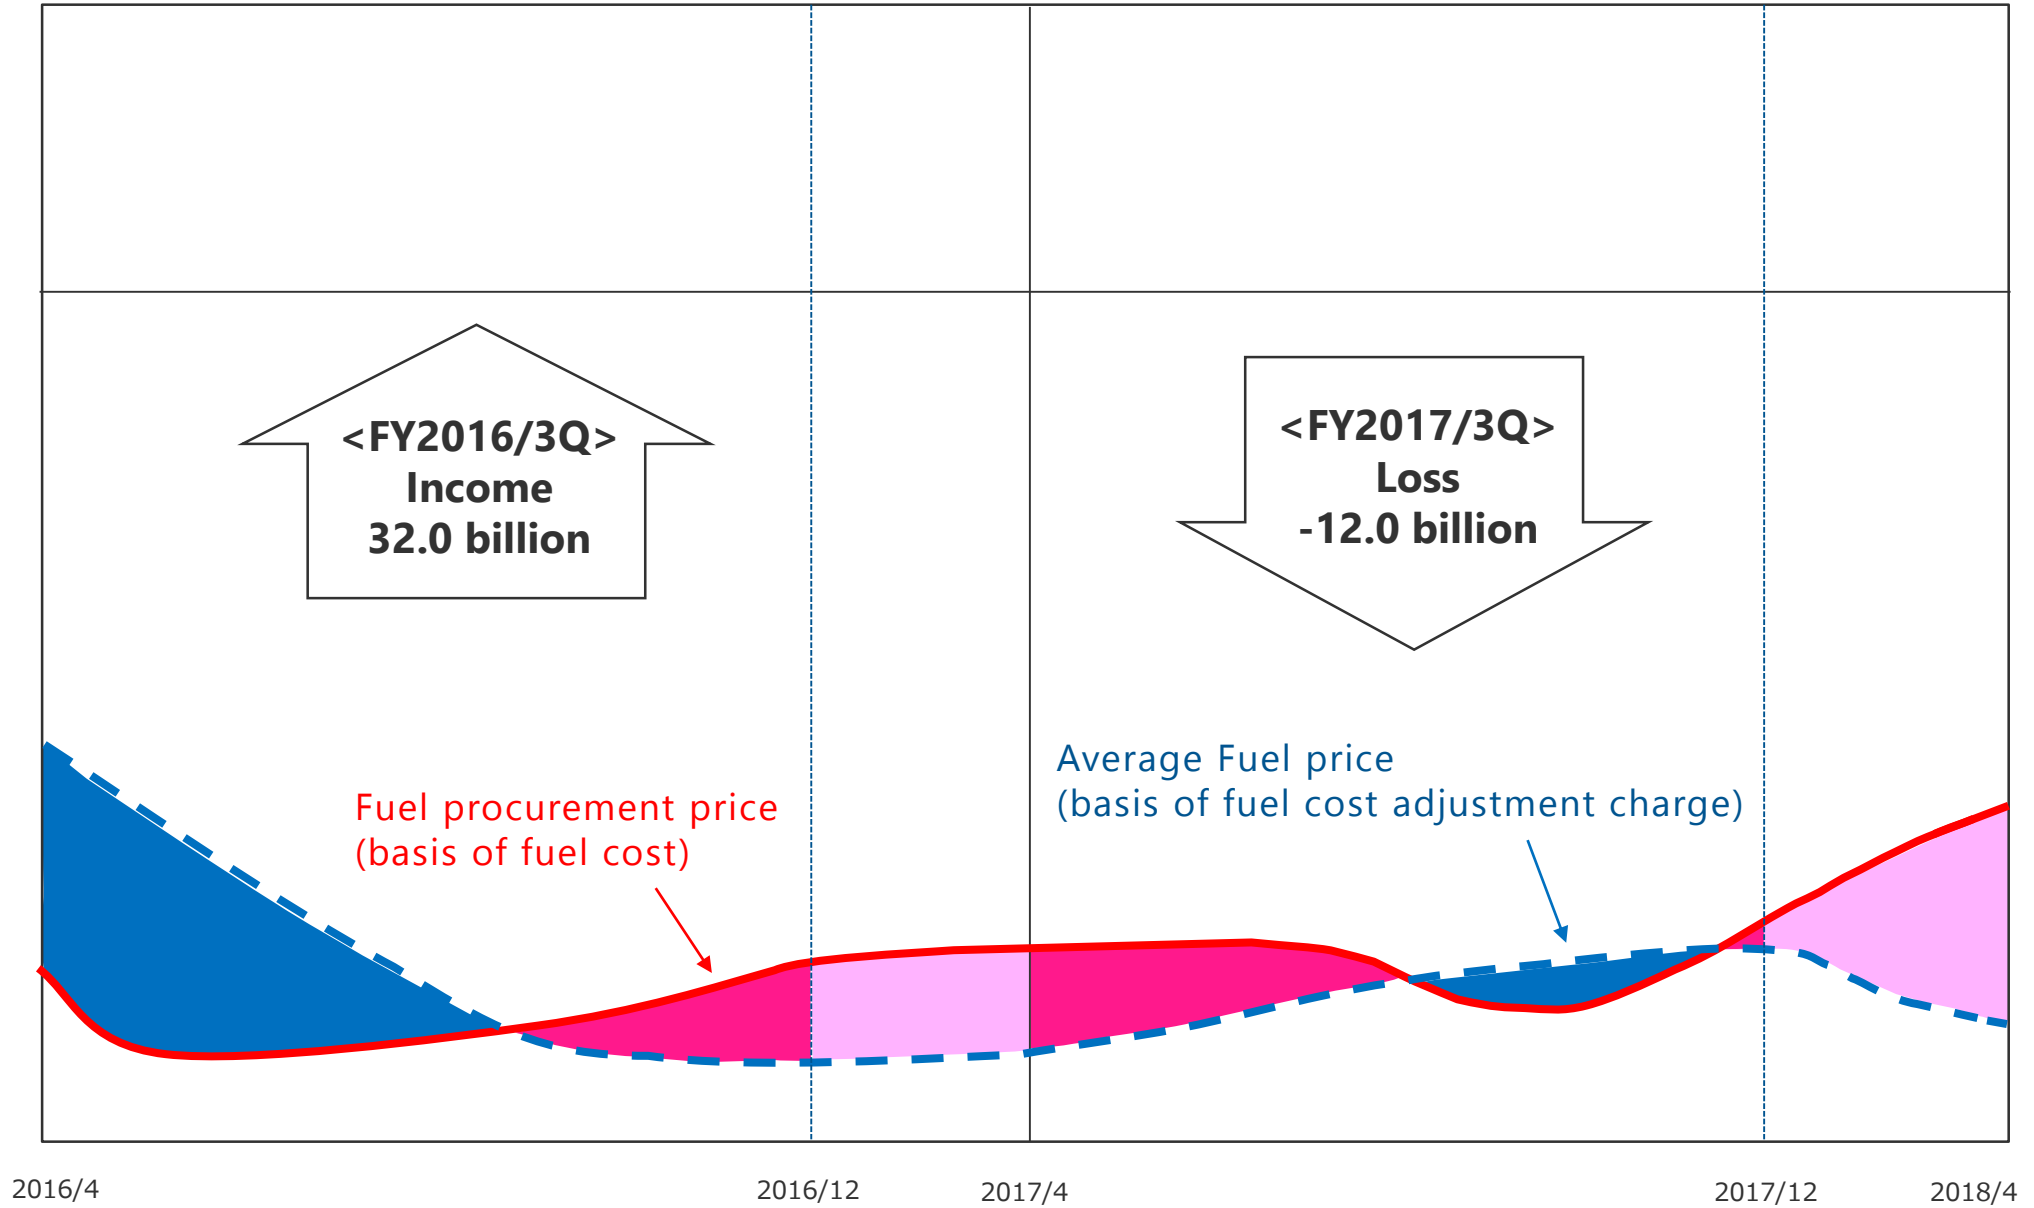 <FY2016/3Q>
Income
32.0 billion
<FY2017/3Q>
Loss
-12.0 billion
Fuel procurement price
(basis of fuel cost)
Average Fuel price
(basis of fuel cost adjustment charge)
2016/4
2016/12
2017/4
2017/12
2018/4